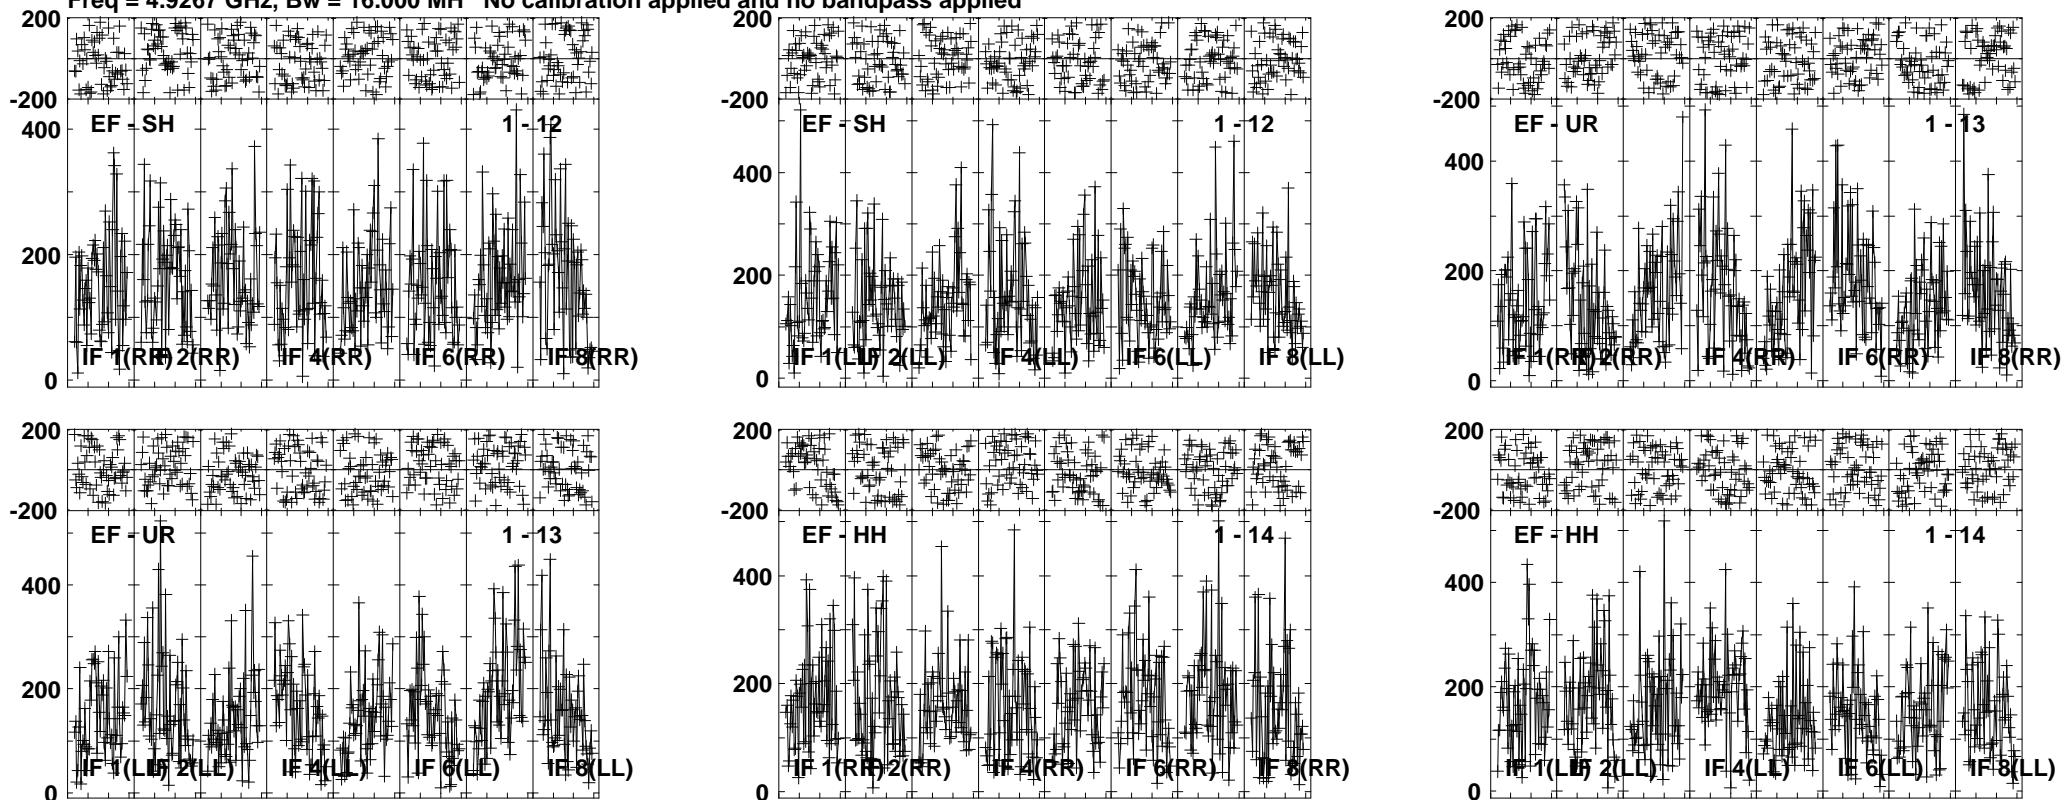 Freq = 4.9267 GHz, Bw = 16.000 MH No calibration applied and no bandpass applied
200
-200
EF - SH 1 - 12
400
200
0
IF 1(RR) IF 2(RR) IF 4(RR) IF 6(RR) IF 8(RR)
200
-200
EF - SH 1 - 12
400
200
0
IF 1(LL) IF 2(LL) IF 4(LL) IF 6(LL) IF 8(LL)
200
-200
EF - UR 1 - 13
400
200
0
IF 1(RR) IF 2(RR) IF 4(RR) IF 6(RR) IF 8(RR)
200
-200
EF - UR 1 - 13
400
200
0
IF 1(LL) IF 2(LL) IF 4(LL) IF 6(LL) IF 8(LL)
200
-200
EF - HH 1 - 14
400
200
0
IF 1(RR) IF 2(RR) IF 4(RR) IF 6(RR) IF 8(RR)
200
-200
EF - HH 1 - 14
400
200
0
IF 1(LL) IF 2(LL) IF 4(LL) IF 6(LL) IF 8(LL)